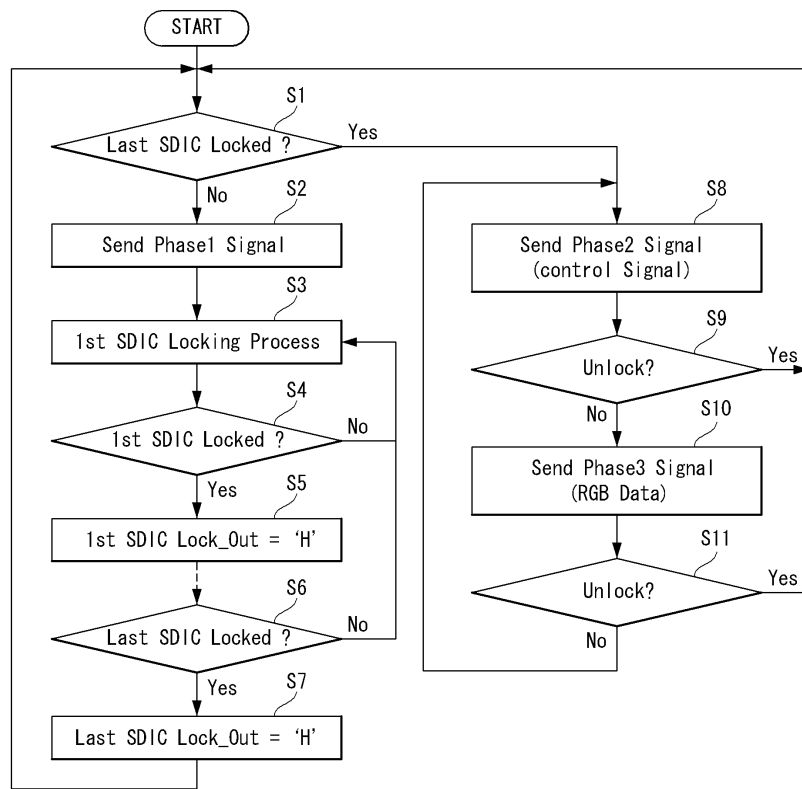 START
S1
Last SDIC Locked ?
Yes
No
S2
Send Phase1 Signal
S3
1st SDIC Locking Process
S4
1st SDIC Locked ?
No
Yes
S5
1st SDIC Lock_Out = ‘H’
S6
Last SDIC Locked ?
No
Yes
S7
Last SDIC Lock_Out = ‘H’
S8
Send Phase2 Signal
(control Signal)
S9
Unlock?
Yes
No
S10
Send Phase3 Signal
(RGB Data)
S11
Unlock?
Yes
No